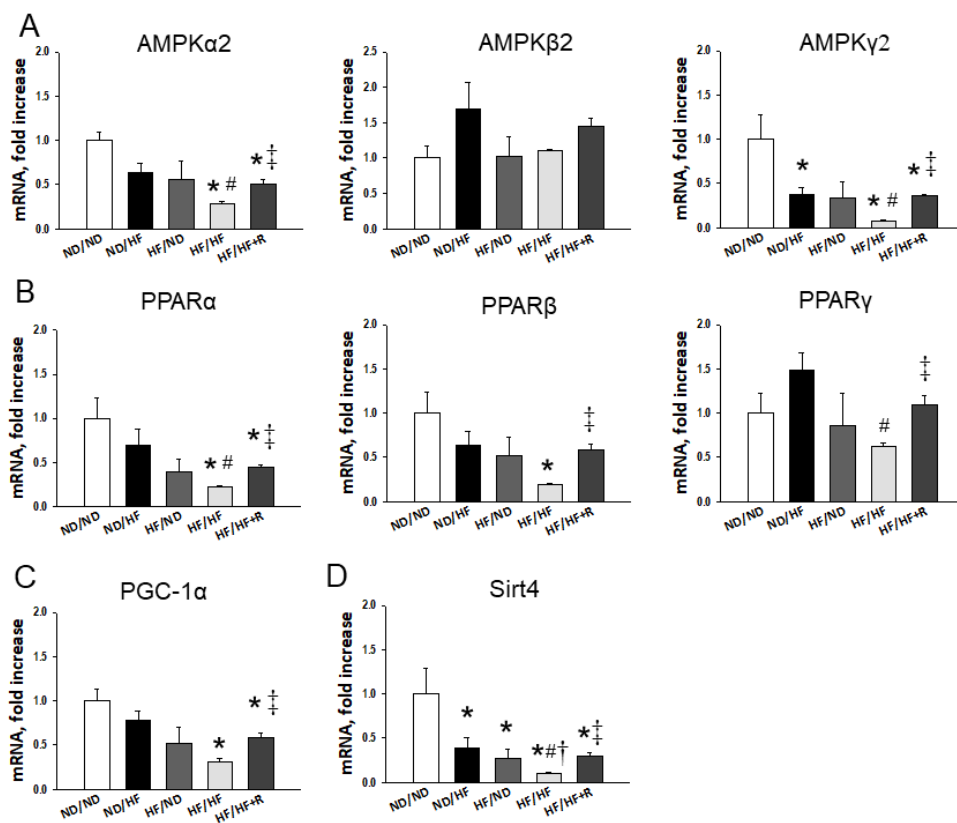 A
AMPKα2
mRNA, fold increase
2.0
1.5
1.0
0.5
0.0
* #
* ‡
ND/ND
ND/HF
HF/ND
HF/HF
HF/HF+R
AMPKβ2
mRNA, fold increase
2.5
2.0
1.5
1.0
0.5
0.0
ND/ND
ND/HF
HF/ND
HF/HF
HF/HF+R
AMPKγ2
mRNA, fold increase
2.0
1.5
1.0
0.5
0.0
*
* #
* ‡
ND/ND
ND/HF
HF/ND
HF/HF
HF/HF+R
B
PPARα
mRNA, fold increase
2.0
1.5
1.0
0.5
0.0
* #
* ‡
ND/ND
ND/HF
HF/ND
HF/HF
HF/HF+R
PPARβ
mRNA, fold increase
2.0
1.5
1.0
0.5
0.0
*
‡
ND/ND
ND/HF
HF/ND
HF/HF
HF/HF+R
PPARγ
mRNA, fold increase
2.0
1.5
1.0
0.5
0.0
#
‡
ND/ND
ND/HF
HF/ND
HF/HF
HF/HF+R
C
PGC-1α
mRNA, fold increase
2.0
1.5
1.0
0.5
0.0
*
* ‡
ND/ND
ND/HF
HF/ND
HF/HF
HF/HF+R
D
Sirt4
mRNA, fold increase
2.0
1.5
1.0
0.5
0.0
*
*
*#†
*‡
ND/ND
ND/HF
HF/ND
HF/HF
HF/HF+R